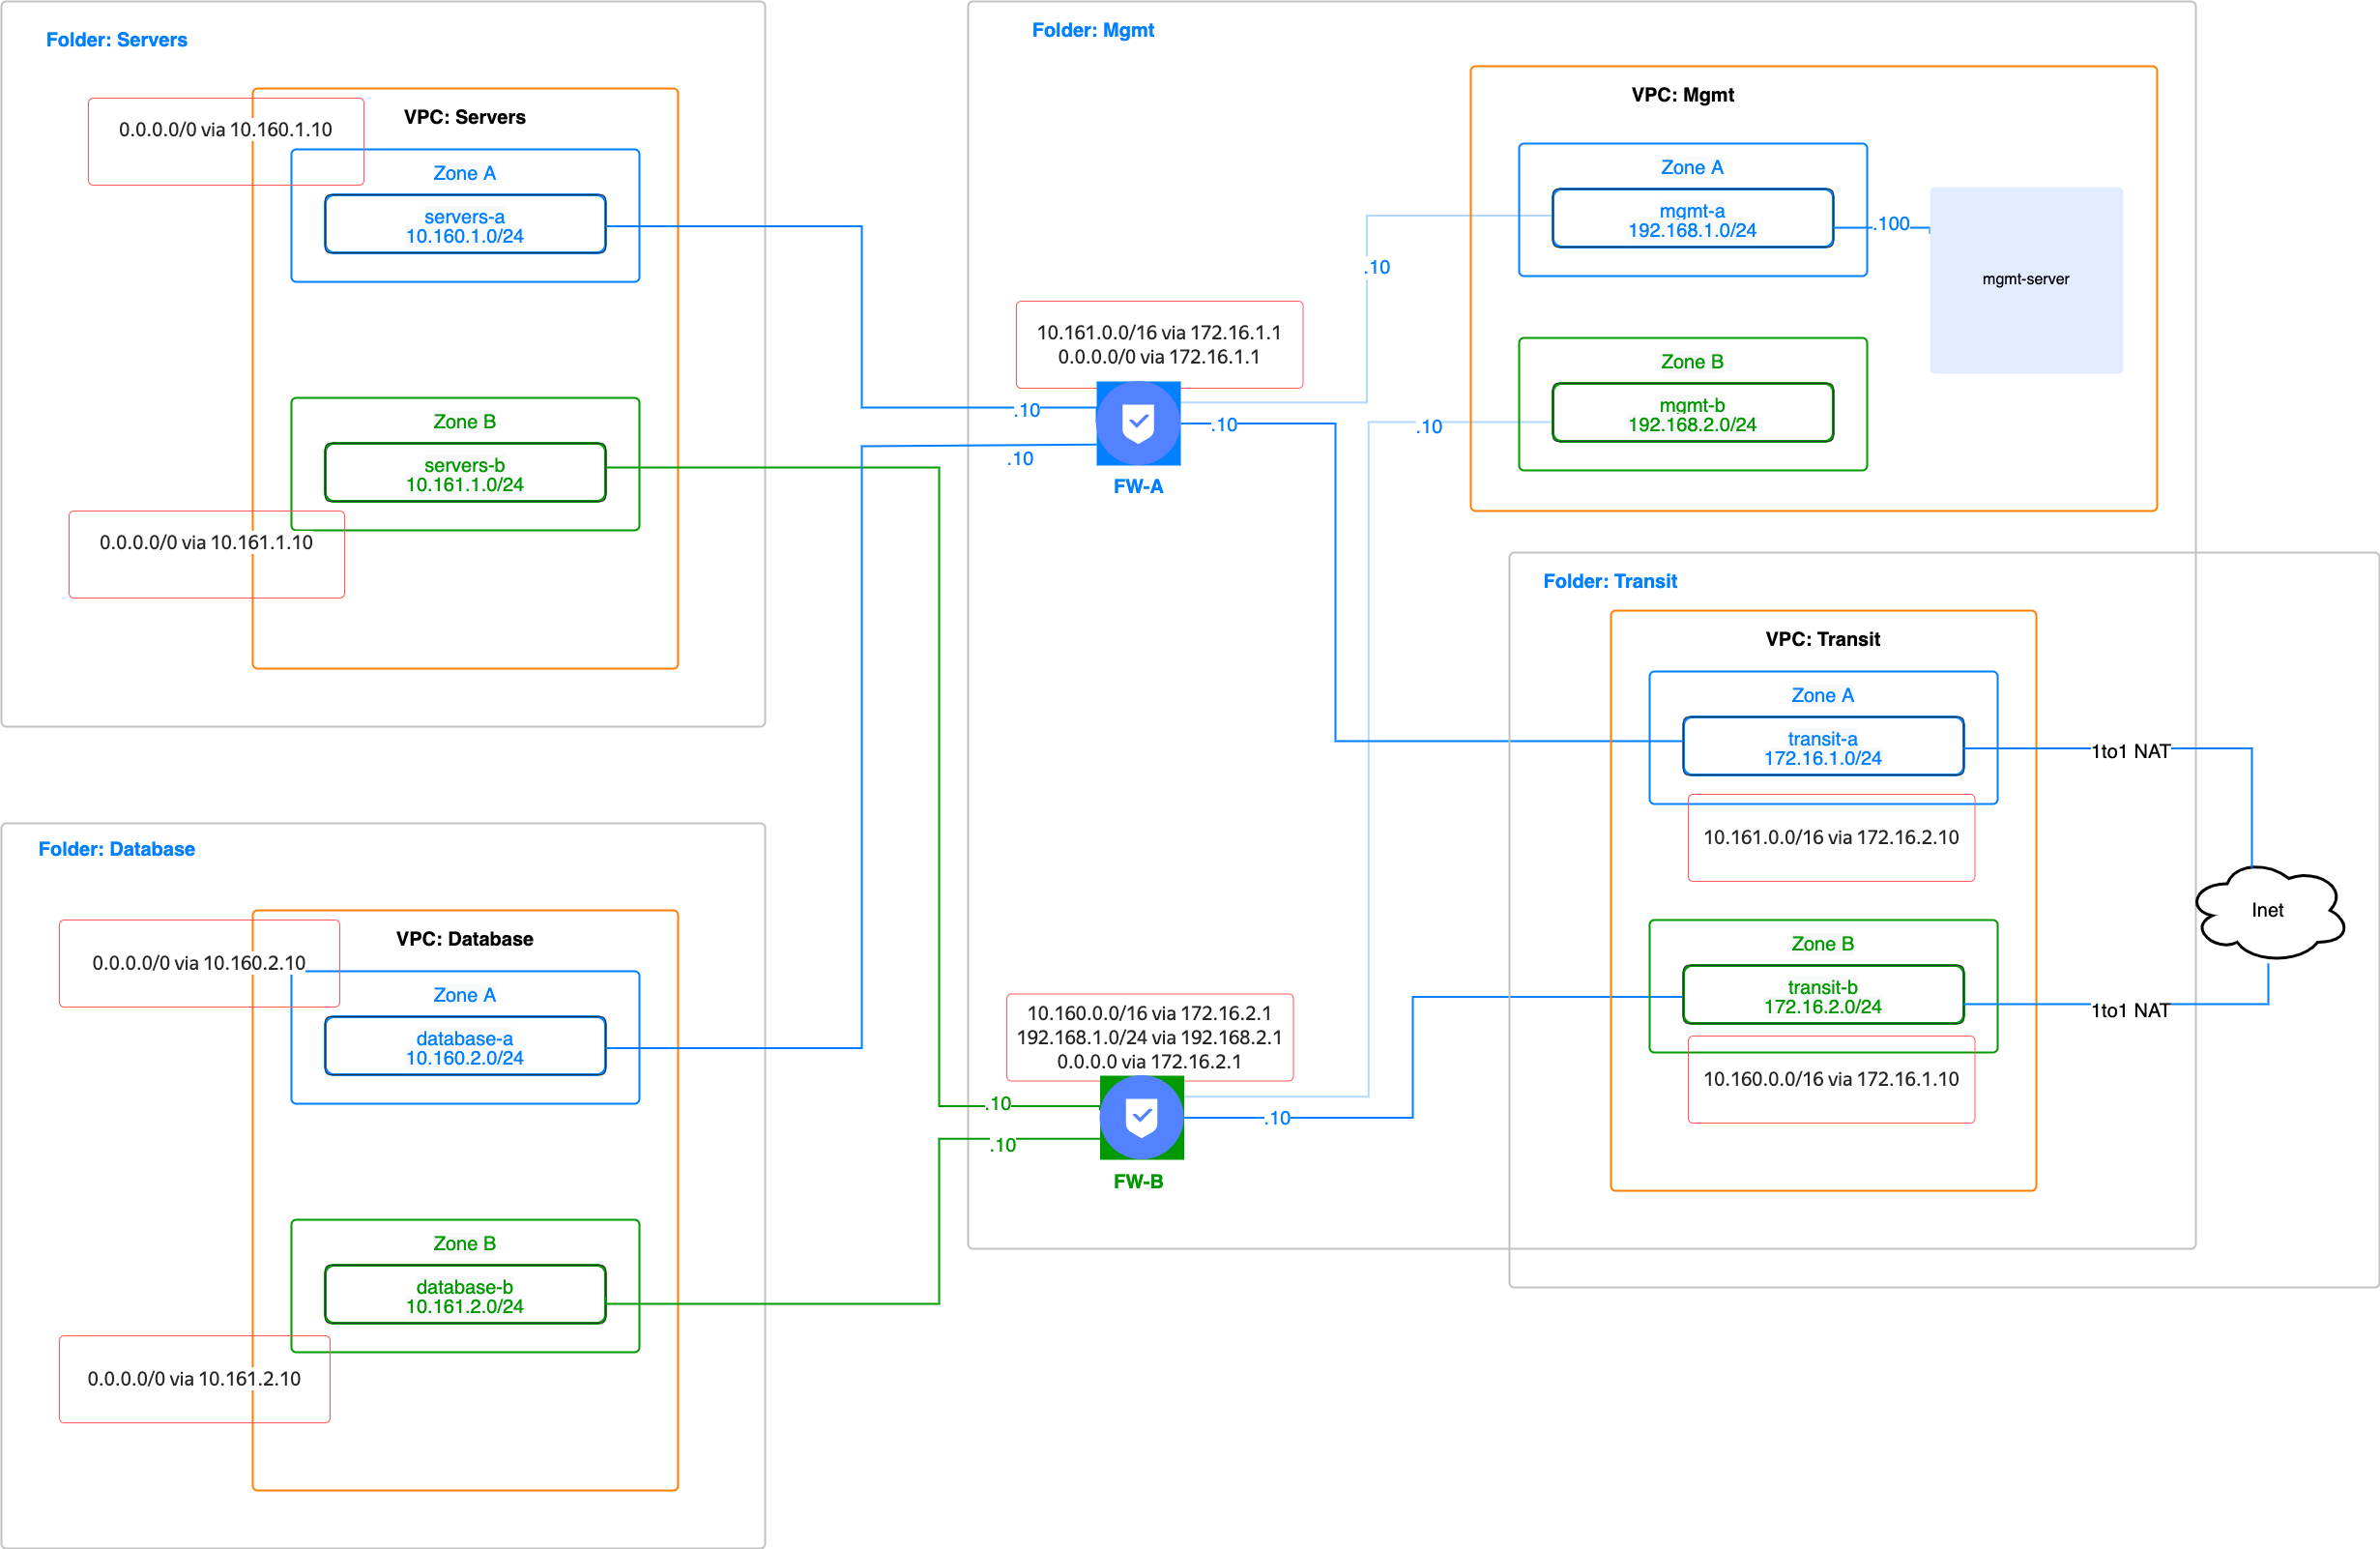 Folder: Servers
0.0.0.0/0 via 10.160.1.10
VPC: Servers
Zone A
servers-a
10.160.1.0/24
Zone B
servers-b
10.161.1.0/24
0.0.0.0/0 via 10.161.1.10
Folder: Database
0.0.0.0/0 via 10.160.2.10
VPC: Database
Zone A
database-a
10.160.2.0/24
Zone B
database-b
10.161.2.0/24
0.0.0.0/0 via 10.161.2.10
Folder: Mgmt
VPC: Mgmt
Zone A
mgmt-a
192.168.1.0/24
.100
mgmt-server
.10
Zone B
mgmt-b
192.168.2.0/24
.10
10.161.0.0/16 via 172.16.1.1
0.0.0.0/0 via 172.16.1.1
.10
.10
.10
FW-A
10.160.0.0/16 via 172.16.2.1
192.168.1.0/24 via 192.168.2.1
0.0.0.0 via 172.16.2.1
.10
.10
.10
FW-B
Folder: Transit
VPC: Transit
Zone A
transit-a
172.16.1.0/24
1to1 NAT
10.161.0.0/16 via 172.16.2.10
Inet
Zone B
transit-b
172.16.2.0/24
1to1 NAT
10.160.0.0/16 via 172.16.1.10